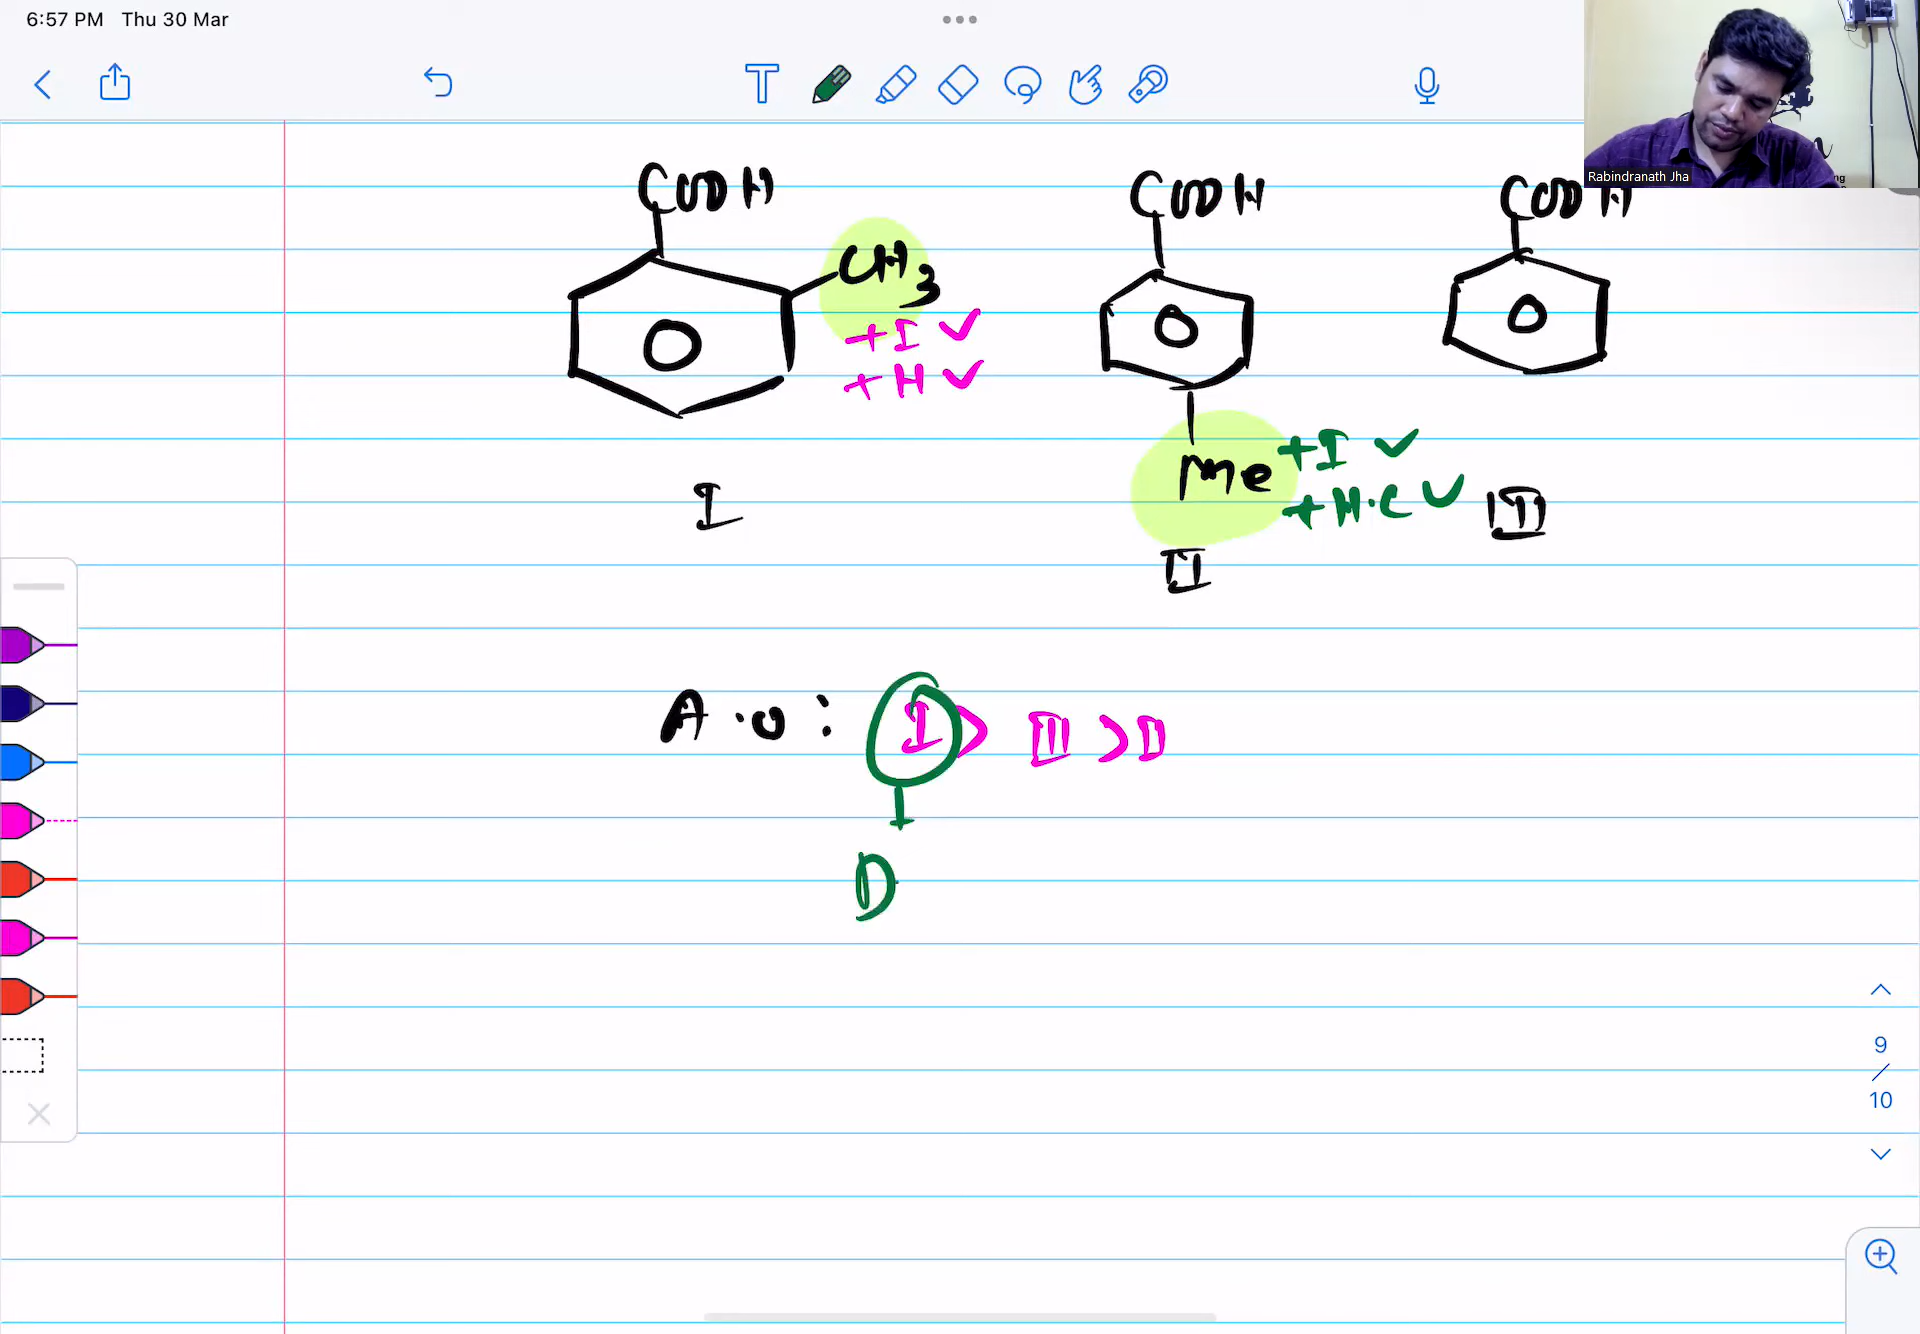 6:57 PM Thu 30 Mar
Rabindranath Jha
COOH
COOH
COOH
CH3
+I ✓
+H ✓
Me
+I ✓
+H.C ✓
I
II
III
A.O : I > III > II
D
9
/
10